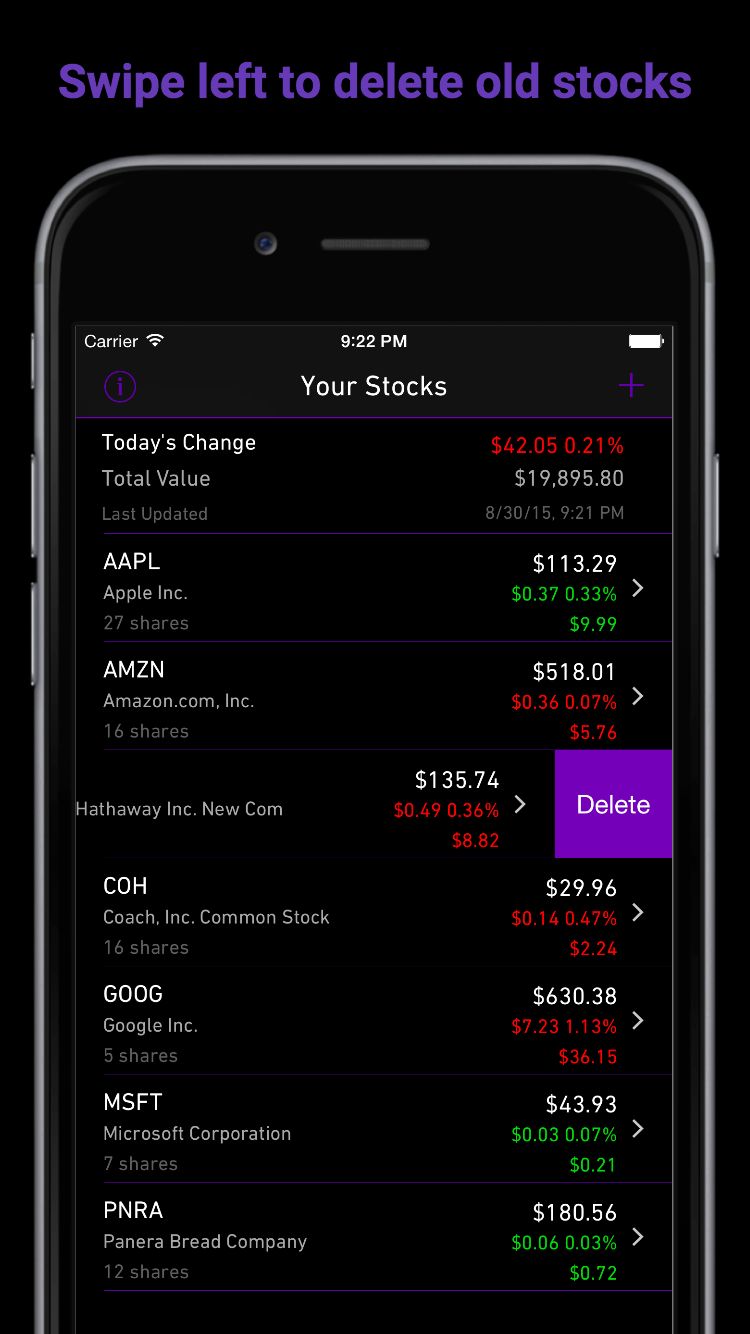 Swipe left to delete old stocks
Carrier 9:22 PM
Your Stocks
Today's Change $42.05 0.21%
Total Value $19,895.80
Last Updated 8/30/15, 9:21 PM
AAPL $113.29
Apple Inc. $0.37 0.33%
27 shares $9.99
AMZN $518.01
Amazon.com, Inc. $0.36 0.07%
16 shares $5.76
$135.74
Hathaway Inc. New Com $0.49 0.36% Delete
$8.82
COH $29.96
Coach, Inc. Common Stock $0.14 0.47%
16 shares $2.24
GOOG $630.38
Google Inc. $7.23 1.13%
5 shares $36.15
MSFT $43.93
Microsoft Corporation $0.03 0.07%
7 shares $0.21
PNRA $180.56
Panera Bread Company $0.06 0.03%
12 shares $0.72